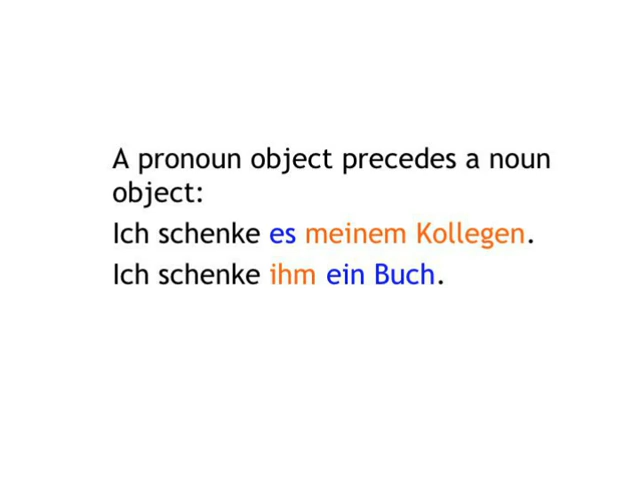 A pronoun object precedes a noun
object:
Ich schenke es meinem Kollegen.
Ich schenke ihm ein Buch.